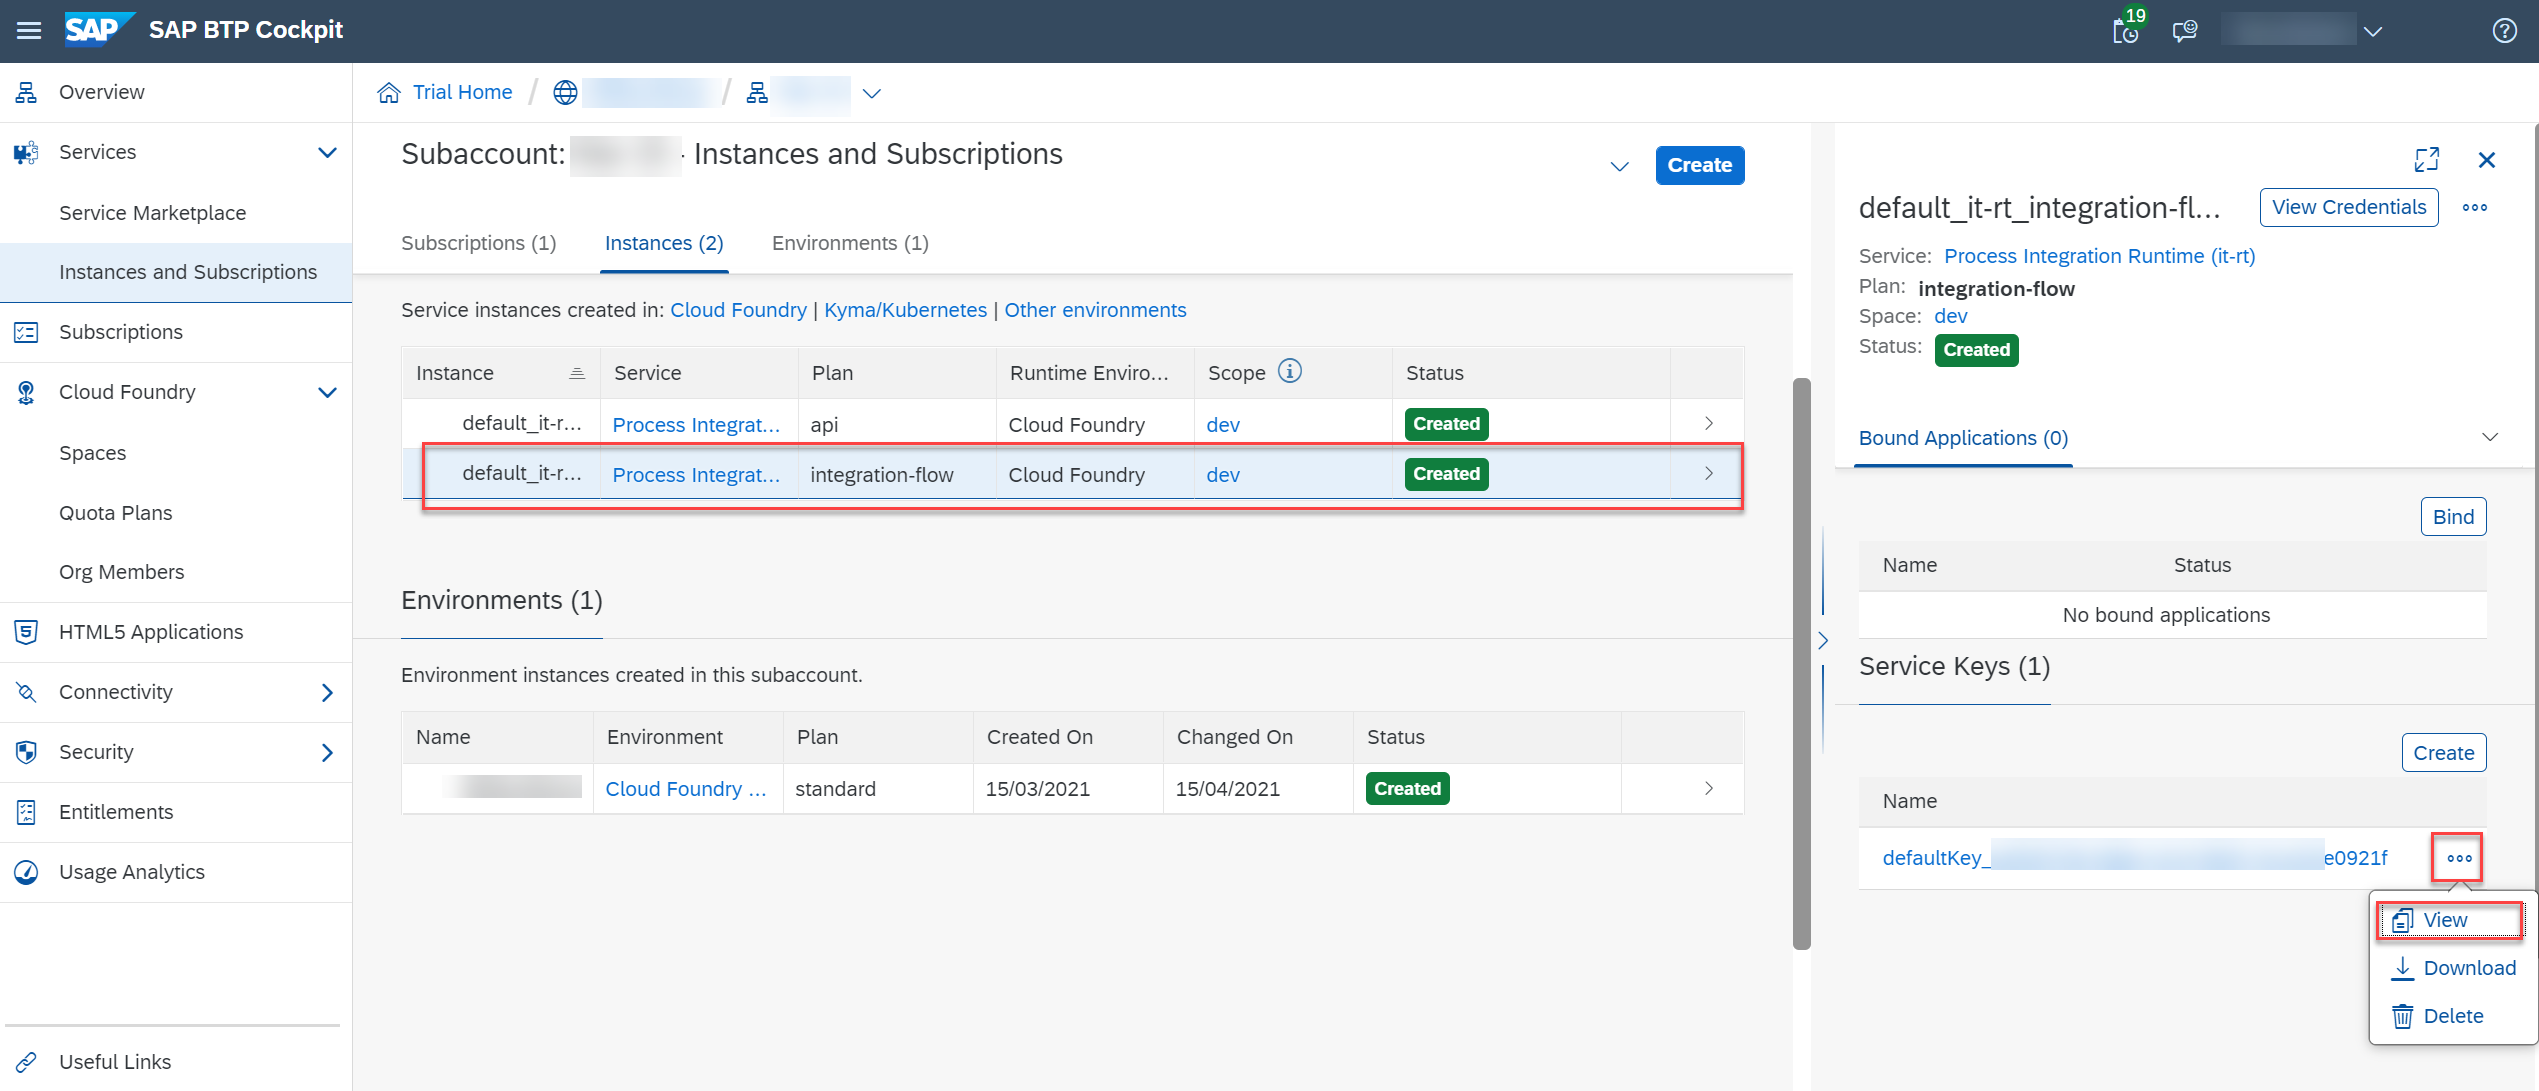 SAP SAP BTP Cockpit
19
Overview
Services
Service Marketplace
Instances and Subscriptions
Subscriptions
Cloud Foundry
Spaces
Quota Plans
Org Members
HTML5 Applications
Connectivity
Security
Entitlements
Usage Analytics
Useful Links
Trial Home / /
Subaccount: - Instances and Subscriptions
Create
Subscriptions (1) Instances (2) Environments (1)
Service instances created in: Cloud Foundry | Kyma/Kubernetes | Other environments
Instance Service Plan Runtime Enviro... Scope Status
default_it-r... Process Integrat... api Cloud Foundry dev Created
default_it-r... Process Integrat... integration-flow Cloud Foundry dev Created
Environments (1)
Environment instances created in this subaccount.
Name Environment Plan Created On Changed On Status
Cloud Foundry ... standard 15/03/2021 15/04/2021 Created
default_it-rt_integration-fl... View Credentials
Service: Process Integration Runtime (it-rt)
Plan: integration-flow
Space: dev
Status: Created
Bound Applications (0)
Bind
Name Status
No bound applications
Service Keys (1)
Create
Name
defaultKey_ e0921f
View
Download
Delete